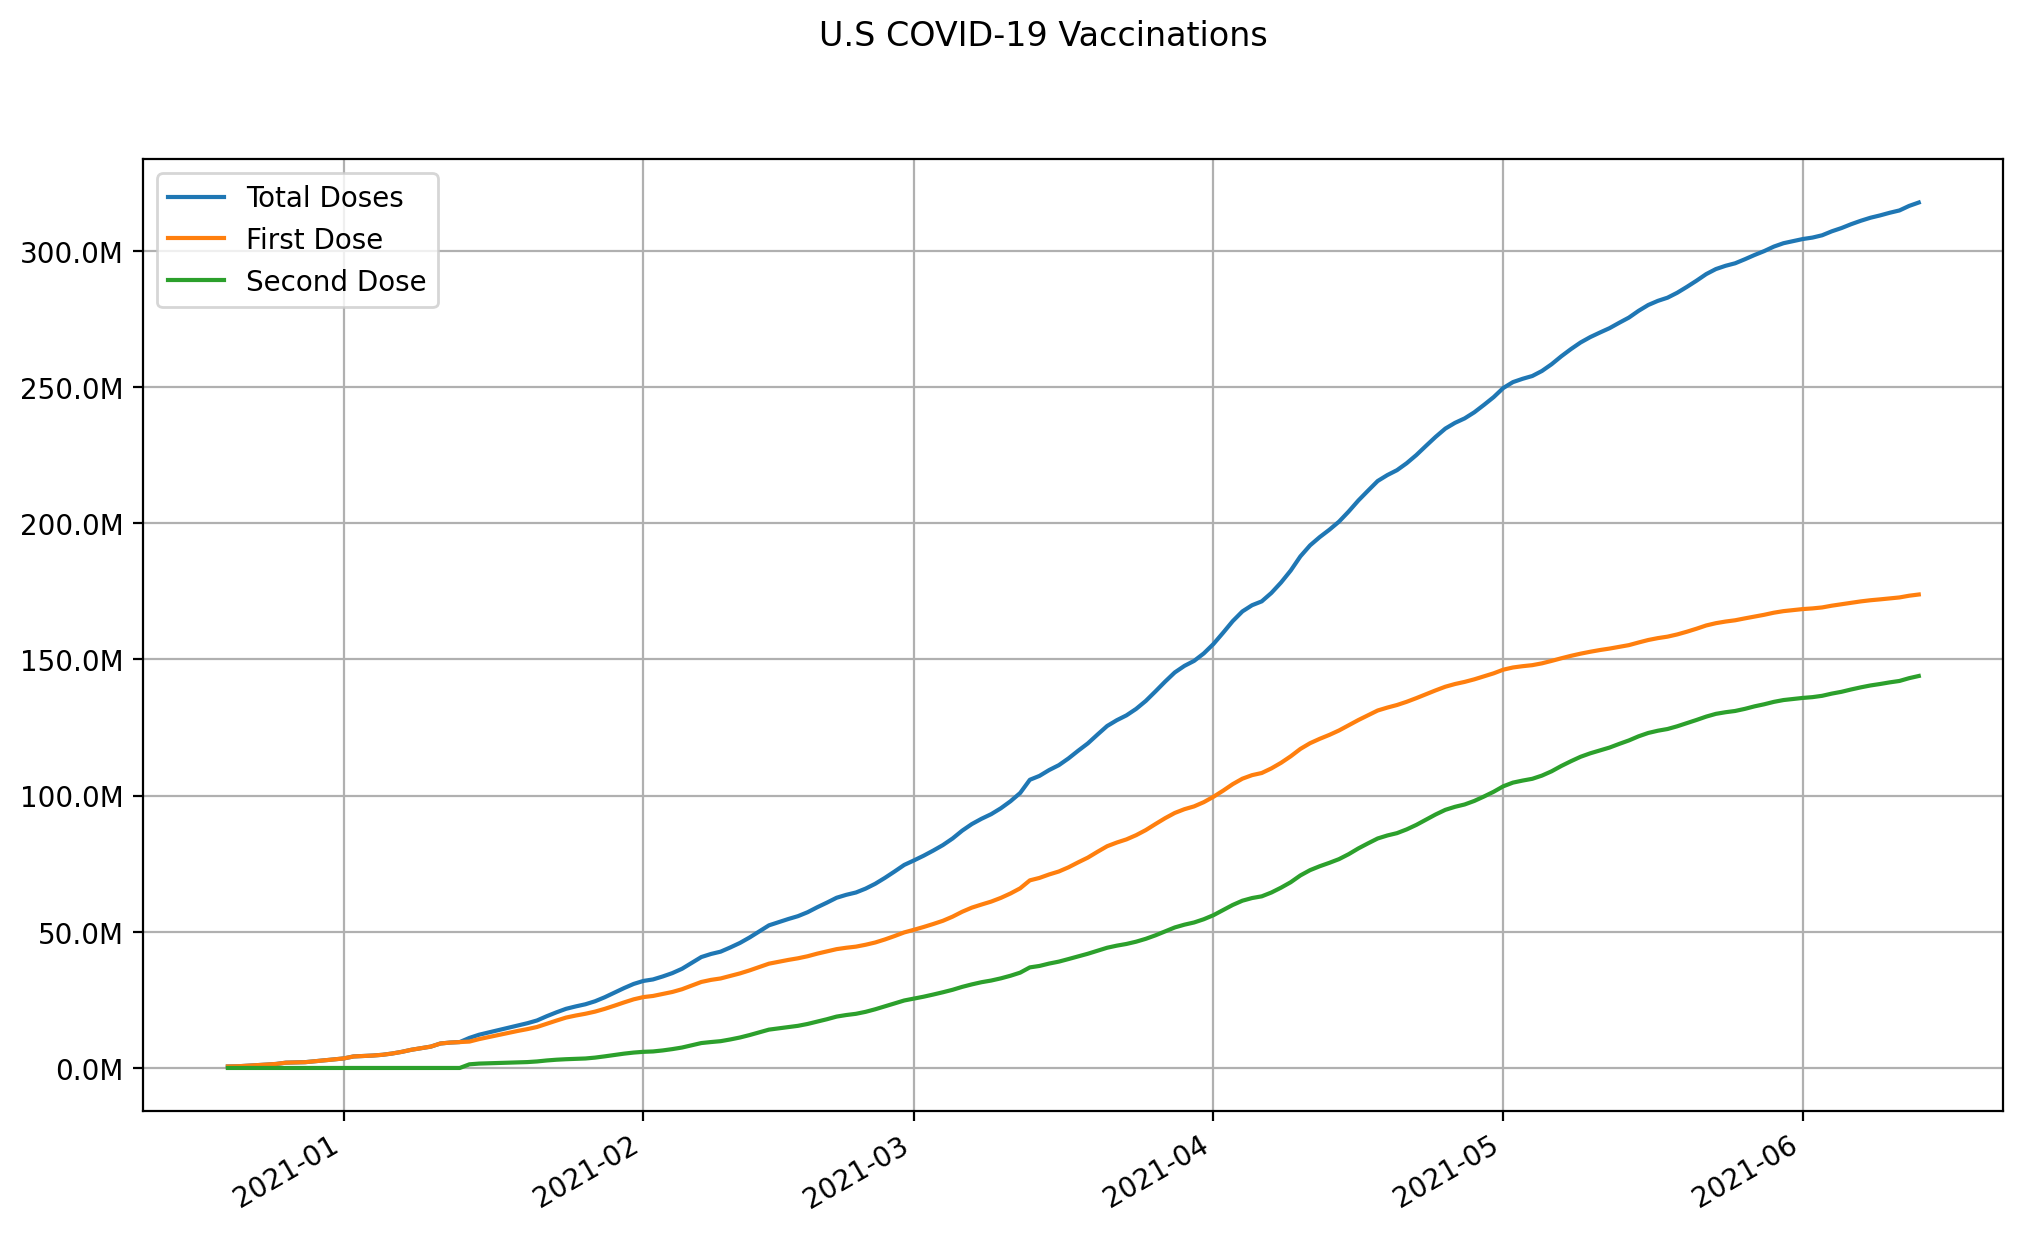 U.S COVID-19 Vaccinations
Total Doses
First Dose
Second Dose
300.0M
250.0M
200.0M
150.0M
100.0M
50.0M
0.0M
2021-01
2021-02
2021-03
2021-04
2021-05
2021-06